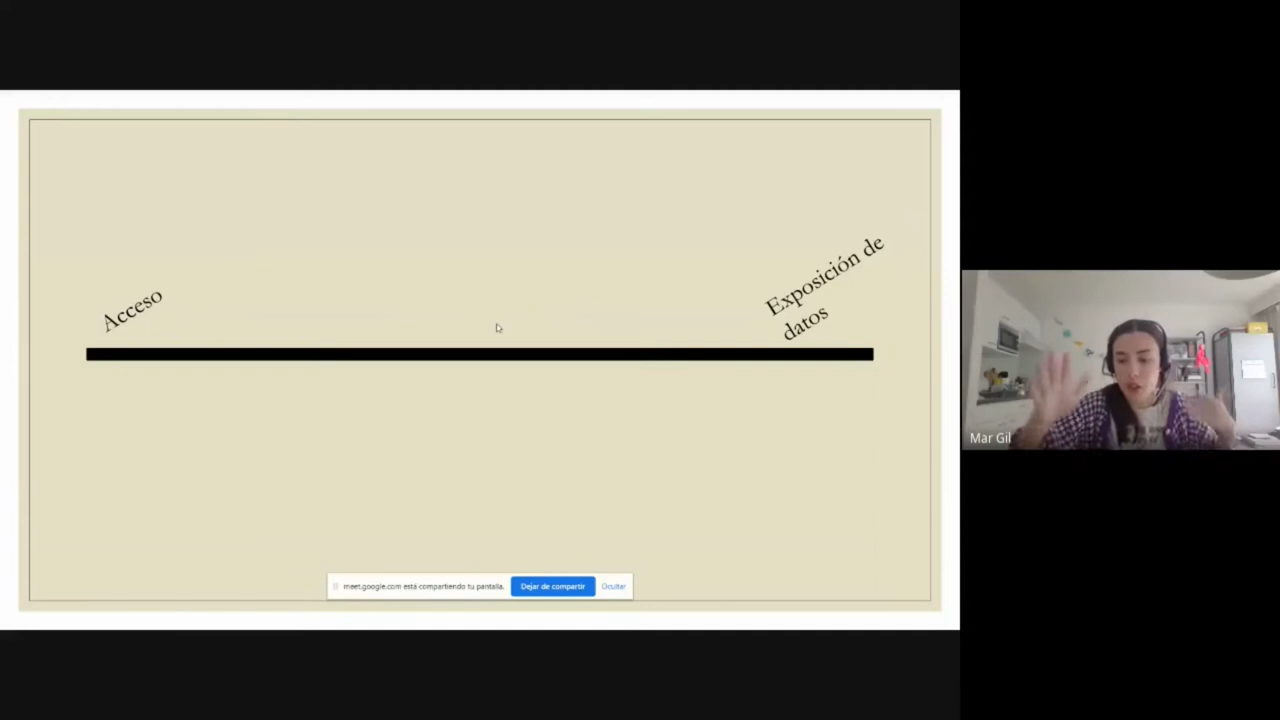 Acceso
Exposición de
datos
meet.google.com está compartiendo tu pantalla.
Dejar de compartir
Ocultar
Mar Gil